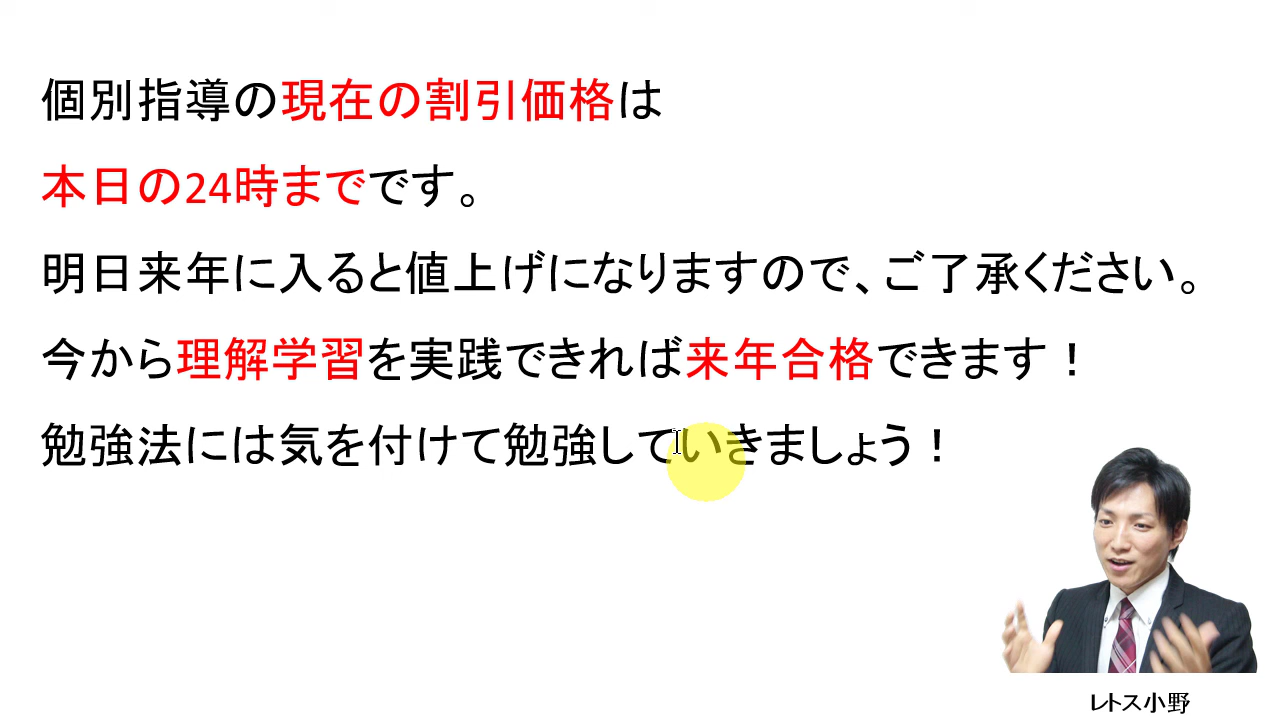 個別指導の現在の割引価格は
本日の24時までです。
明日来年に入ると値上げになりますので、ご了承ください。
今から理解学習を実践できれば来年合格できます！
勉強法には気を付けて勉強していきましょう！
レトス小野